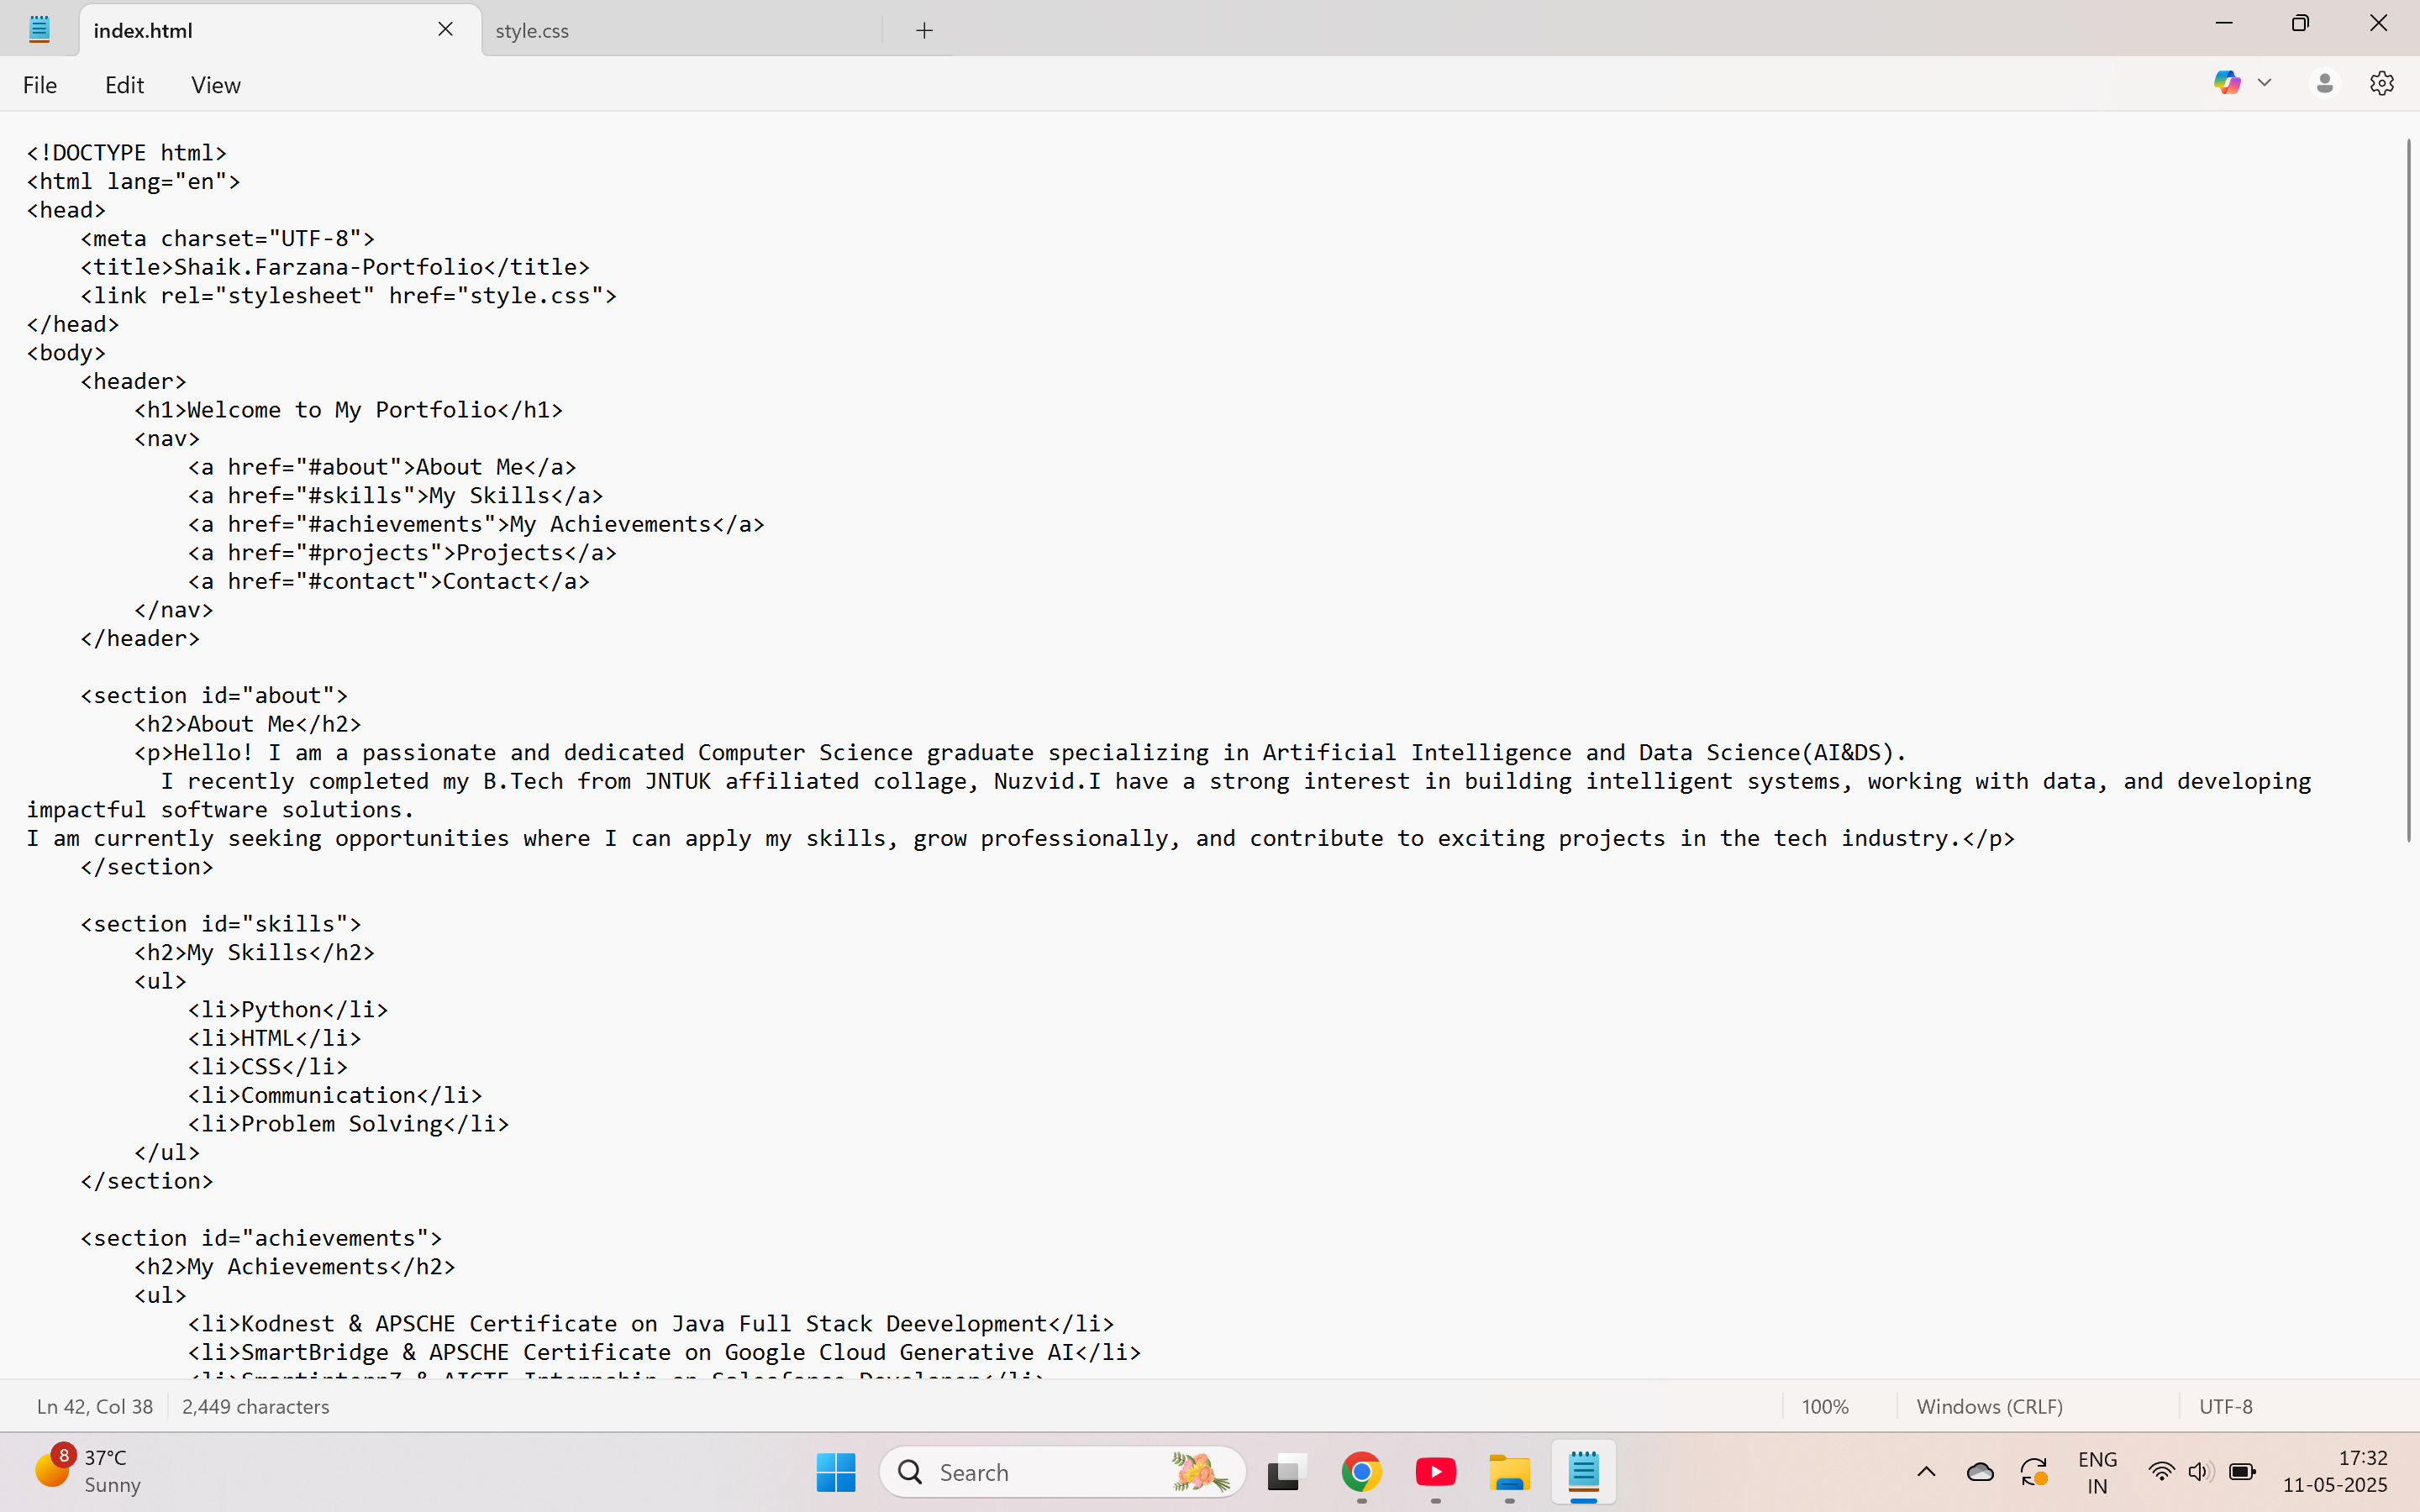 index.html
style.css
File Edit View
<!DOCTYPE html>
<html lang="en">
<head>
    <meta charset="UTF-8">
    <title>Shaik.Farzana-Portfolio</title>
    <link rel="stylesheet" href="style.css">
</head>
<body>
    <header>
        <h1>Welcome to My Portfolio</h1>
        <nav>
            <a href="#about">About Me</a>
            <a href="#skills">My Skills</a>
            <a href="#achievements">My Achievements</a>
            <a href="#projects">Projects</a>
            <a href="#contact">Contact</a>
        </nav>
    </header>

    <section id="about">
        <h2>About Me</h2>
        <p>Hello! I am a passionate and dedicated Computer Science graduate specializing in Artificial Intelligence and Data Science(AI&DS).
          I recently completed my B.Tech from JNTUK affiliated collage, Nuzvid.I have a strong interest in building intelligent systems, working with data, and developing
impactful software solutions.
I am currently seeking opportunities where I can apply my skills, grow professionally, and contribute to exciting projects in the tech industry.</p>
    </section>

    <section id="skills">
        <h2>My Skills</h2>
        <ul>
            <li>Python</li>
            <li>HTML</li>
            <li>CSS</li>
            <li>Communication</li>
            <li>Problem Solving</li>
        </ul>
    </section>

    <section id="achievements">
        <h2>My Achievements</h2>
        <ul>
            <li>Kodnest & APSCHE Certificate on Java Full Stack Deevelopment</li>
            <li>SmartBridge & APSCHE Certificate on Google Cloud Generative AI</li>
            <li>SmartinternZ & AICTE Internship on Salesforce Developer</li>
Ln 42, Col 38
2,449 characters
100%
Windows (CRLF)
UTF-8
8
37°C
Sunny
Search
ENG
IN
17:32
11-05-2025